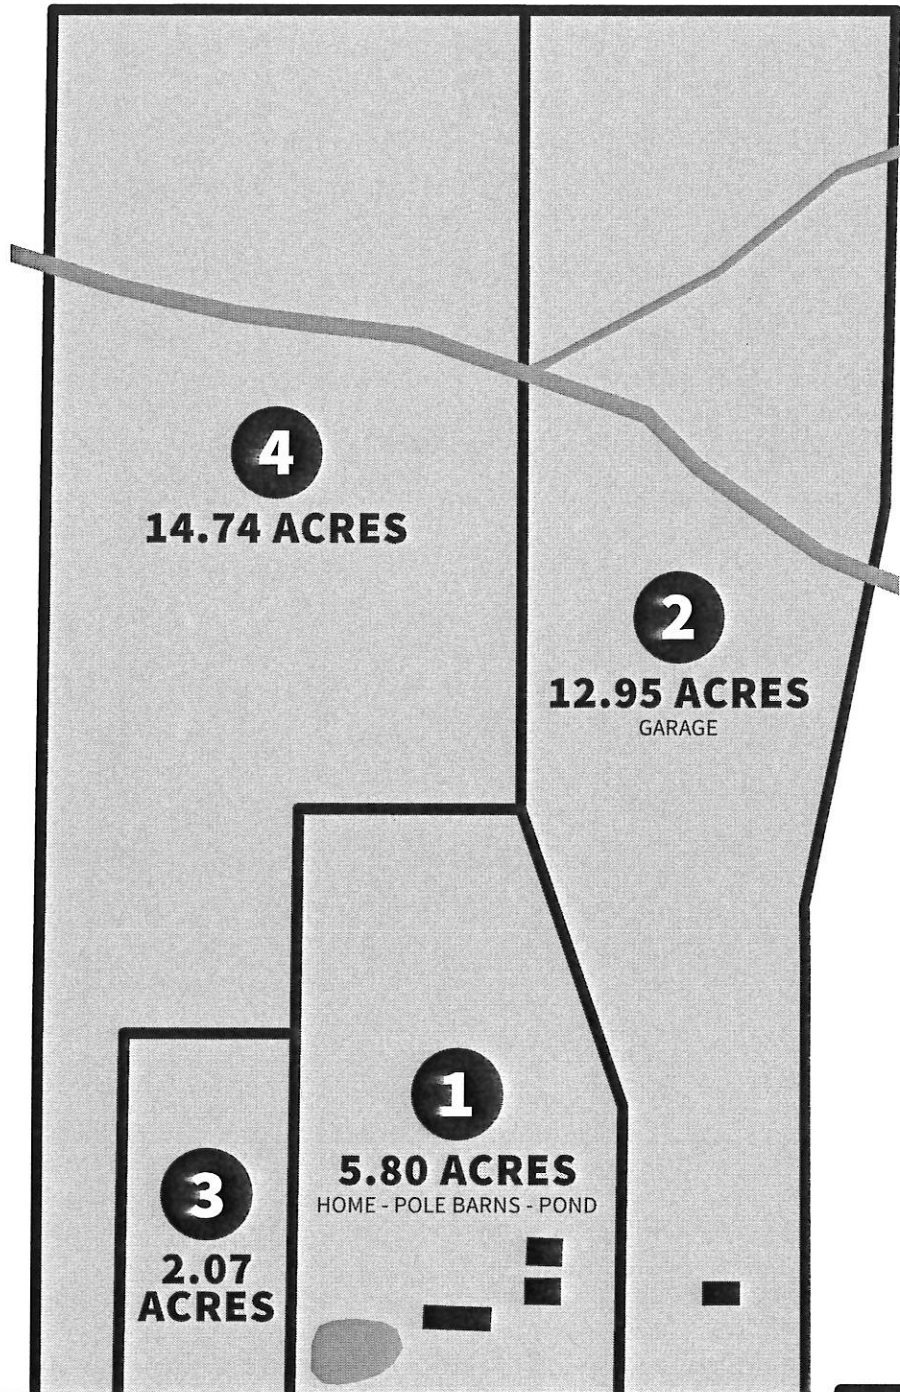 4
14.74 ACRES
2
12.95 ACRES
GARAGE
1
5.80 ACRES
HOME - POLE BARNS - POND
3
2.07
ACRES